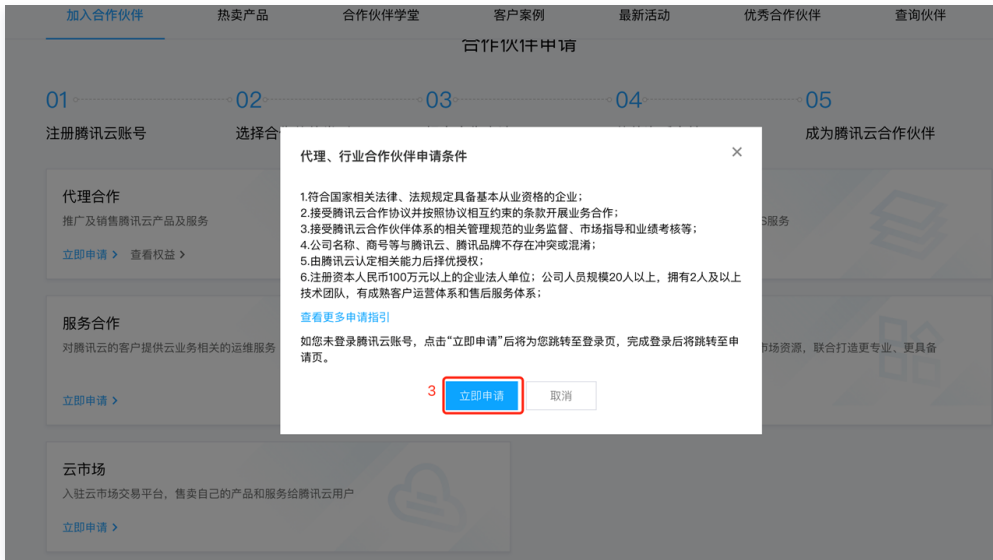 加入合作伙伴 热卖产品 合作伙伴学堂 客户案例 最新活动 优秀合作伙伴 查询伙伴
合作伙伴申请
01 02 03 04 05
注册腾讯云账号 选择合 成为腾讯云合作伙伴
代理、行业合作伙伴申请条件
1.符合国家相关法律、法规规定具备基本从业资格的企业；
2.接受腾讯云合作协议并按照协议相互约束的条款开展业务合作；
3.接受腾讯云合作伙伴体系的相关管理规范的业务监督、市场指导和业绩考核等；
4.公司名称、商号等与腾讯云、腾讯品牌不存在冲突或混淆；
5.由腾讯云认定相关能力后择优授权；
6.注册资本人民币100万元以上的企业法人单位；公司人员规模20人以上，拥有2人及以上
技术团队，有成熟客户运营体系和售后服务体系；
查看更多申请指引
如您未登录腾讯云账号，点击“立即申请”后将为您跳转至登录页，完成登录后将跳转至申
请页。
3 立即申请 取消
代理合作
推广及销售腾讯云产品及服务
立即申请 > 查看权益 >
S服务
服务合作
对腾讯云的客户提供云业务相关的运维服务
立即申请 >
市场资源，联合打造更专业、更具备
云市场
入驻云市场交易平台，售卖自己的产品和服务给腾讯云用户
立即申请 >